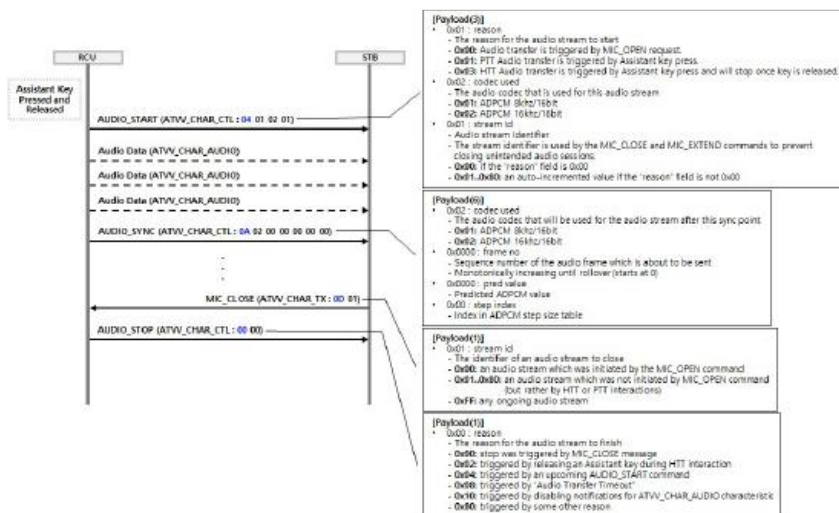 RCU
STB
Assistant Key
Pressed and
Released
AUDIO_START (ATVV_CHAR_CTL : 04 01 02 01)
Audio Data (ATVV_CHAR_AUDIO)
Audio Data (ATVV_CHAR_AUDIO)
Audio Data (ATVV_CHAR_AUDIO)
AUDIO_SYNC (ATVV_CHAR_CTL : 0A 02 00 00 00 00 00)
MIC_CLOSE (ATVV_CHAR_TX : 0D 01)
AUDIO_STOP (ATVV_CHAR_CTL : 00 00)
[Payload(3)]
• 0x01 : reason
- The reason for the audio stream to start
- 0x00: Audio transfer is triggered by MIC_OPEN request.
- 0x01: PTT Audio transfer is triggered by Assistant key press.
- 0x03: HTT Audio transfer is triggered by Assistant key press and will stop once key is released.
• 0x02 : codec used
- The audio codec that is used for this audio stream
- 0x01: ADPCM 8khz/16bit
- 0x02: ADPCM 16khz/16bit
• 0x01 : stream id
- Audio stream Identifier
- The stream identifier is used by the MIC_CLOSE and MIC_EXTEND commands to prevent
closing unintended audio sessions.
- 0x00: if the "reason" field is 0x00
- 0x01..0x80: an auto-incremented value if the "reason" field is not 0x00
[Payload(6)]
• 0x02 : codec used
- The audio codec that will be used for the audio stream after this sync point
- 0x01: ADPCM 8khz/16bit
- 0x02: ADPCM 16khz/16bit
• 0x0000 : frame no
- Sequence number of the audio frame which is about to be sent
- Monotonically increasing until rollover (starts at 0)
• 0x0000 : pred value
- Predicted ADPCM value
• 0x00 : step index
- Index in ADPCM step size table
[Payload(1)]
• 0x01 : stream id
- The identifier of an audio stream to close
- 0x00: an audio stream which was initiated by the MIC_OPEN command
- 0x01..0x80: an audio stream which was not initiated by MIC_OPEN command
(but rather by HTT or PTT interactions)
- 0xFF: any ongoing audio stream
[Payload(1)]
• 0x00 : reason
- The reason for the audio stream to finish
- 0x00: stop was triggered by MIC_CLOSE message
- 0x02: triggered by releasing an Assistant key during HTT interaction
- 0x04: triggered by an upcoming AUDIO_START command
- 0x08: triggered by "Audio Transfer Timeout"
- 0x10: triggered by disabling notifications for ATVV_CHAR_AUDIO characteristic
- 0x80: triggered by some other reason